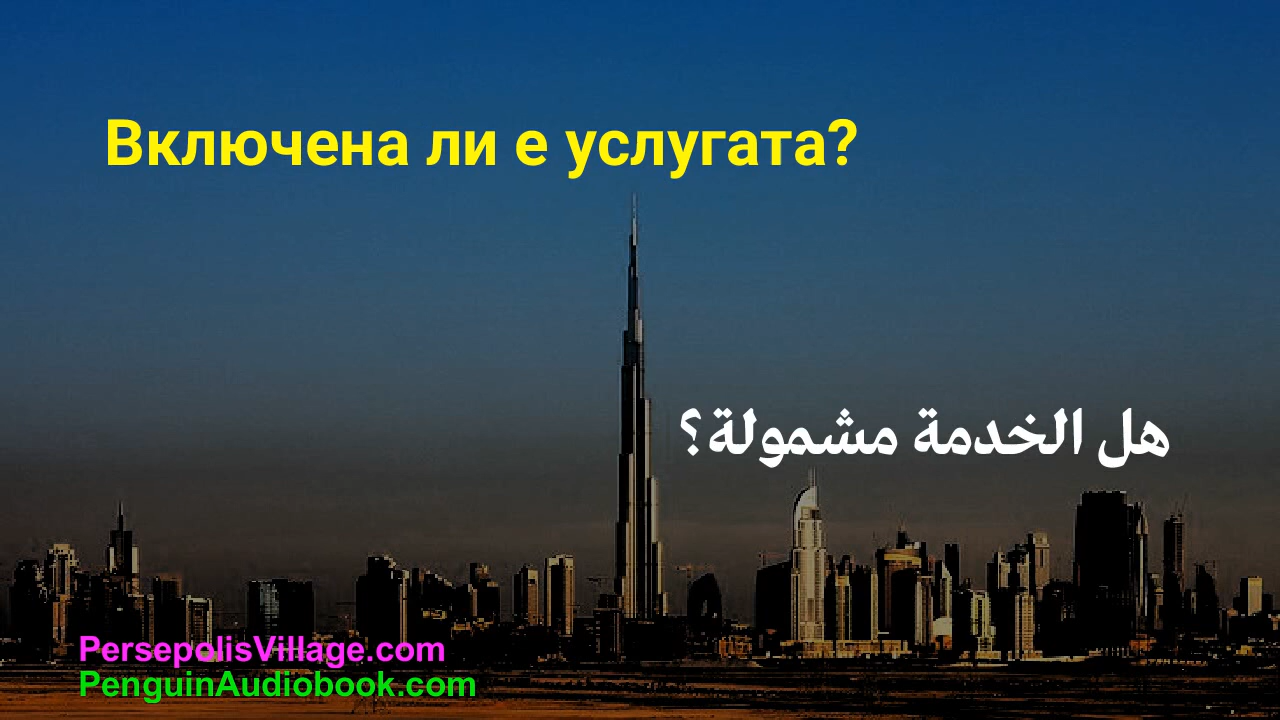 Включена ли е услугата?
هل الخدمة مشمولة؟
PersepolisVillage.com
PenguinAudiobook.com